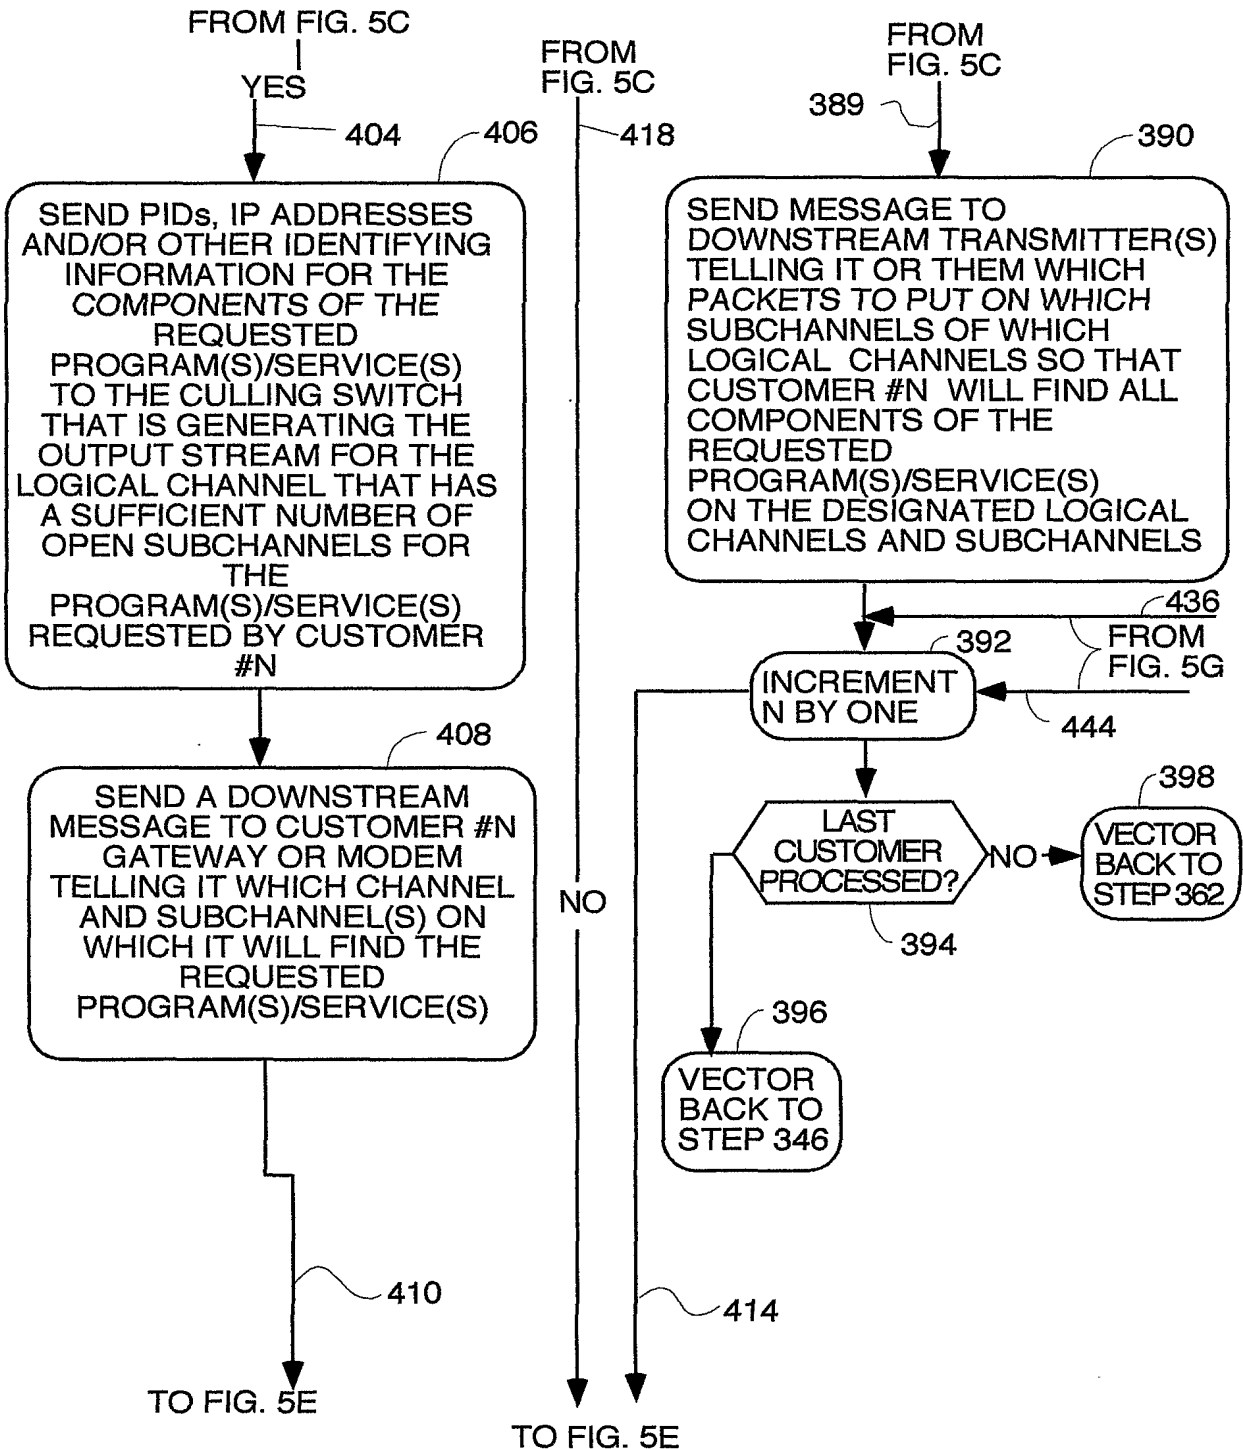 FROM FIG. 5C
YES
404
406
SEND PIDs, IP ADDRESSES
AND/OR OTHER IDENTIFYING
INFORMATION FOR THE
COMPONENTS OF THE
REQUESTED
PROGRAM(S)/SERVICE(S)
TO THE CULLING SWITCH
THAT IS GENERATING THE
OUTPUT STREAM FOR THE
LOGICAL CHANNEL THAT HAS
A SUFFICIENT NUMBER OF
OPEN SUBCHANNELS FOR
THE
PROGRAM(S)/SERVICE(S)
REQUESTED BY CUSTOMER
#N
408
SEND A DOWNSTREAM
MESSAGE TO CUSTOMER #N
GATEWAY OR MODEM
TELLING IT WHICH CHANNEL
AND SUBCHANNEL(S) ON
WHICH IT WILL FIND THE
REQUESTED
PROGRAM(S)/SERVICE(S)
410
TO FIG. 5E
FROM
FIG. 5C
418
NO
TO FIG. 5E
FROM
FIG. 5C
389
390
SEND MESSAGE TO
DOWNSTREAM TRANSMITTER(S)
TELLING IT OR THEM WHICH
PACKETS TO PUT ON WHICH
SUBCHANNELS OF WHICH
LOGICAL CHANNELS SO THAT
CUSTOMER #N WILL FIND ALL
COMPONENTS OF THE
REQUESTED
PROGRAM(S)/SERVICE(S)
ON THE DESIGNATED LOGICAL
CHANNELS AND SUBCHANNELS
436
FROM
FIG. 5G
392
INCREMENT
N BY ONE
444
LAST
CUSTOMER
PROCESSED?
NO
394
398
VECTOR
BACK TO
STEP 362
396
VECTOR
BACK TO
STEP 346
414